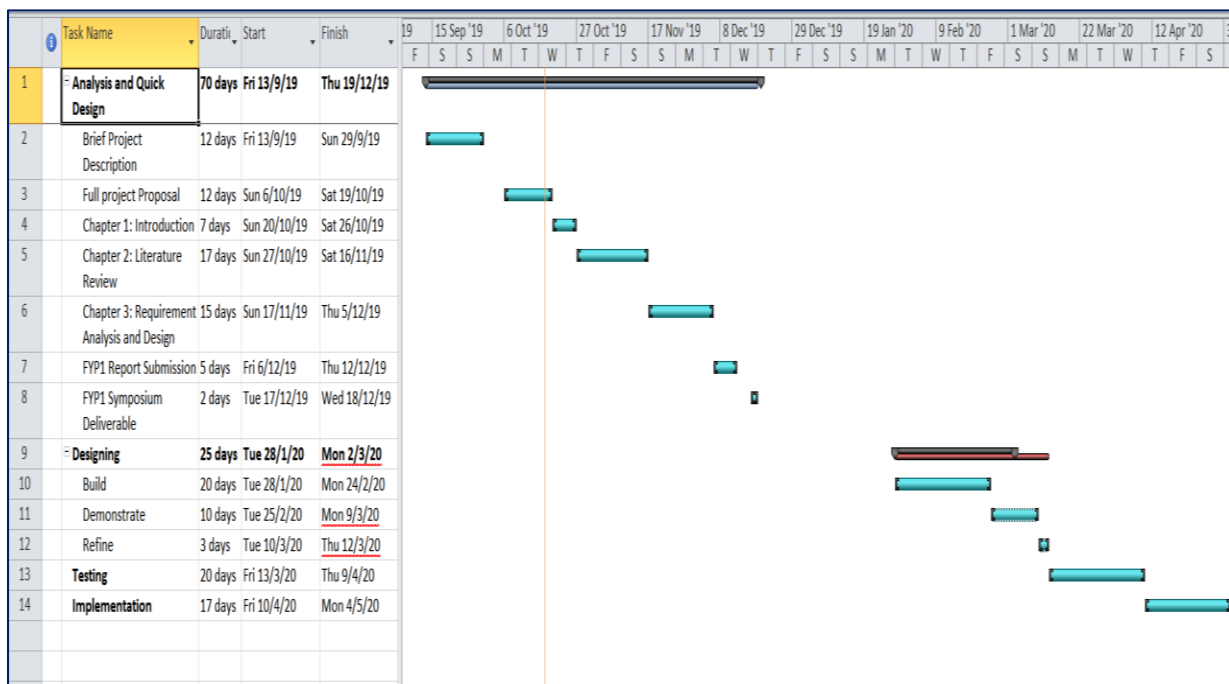 Task Name Duratic Start Finish 19 15 Sep '19 6 Oct '19 27 Oct '19 17 Nov '19 8 Dec '19 29 Dec '19 19 Jan '20 9 Feb '20 1 Mar '20 22 Mar '20 12 Apr '20
F S S M T W T F S S M T W T F S S M T W T F S S M T W T F S
1 Analysis and Quick 70 days Fri 13/9/19 Thu 19/12/19
Design
2 Brief Project 12 days Fri 13/9/19 Sun 29/9/19
Description
3 Full project Proposal 12 days Sun 6/10/19 Sat 19/10/19
4 Chapter 1: Introduction 7 days Sun 20/10/19 Sat 26/10/19
5 Chapter 2: Literature 17 days Sun 27/10/19 Sat 16/11/19
Review
6 Chapter 3: Requirement 15 days Sun 17/11/19 Thu 5/12/19
Analysis and Design
7 FYP1 Report Submission 5 days Fri 6/12/19 Thu 12/12/19
8 FYP1 Symposium 2 days Tue 17/12/19 Wed 18/12/19
Deliverable
9 Designing 25 days Tue 28/1/20 Mon 2/3/20
10 Build 20 days Tue 28/1/20 Mon 24/2/20
11 Demonstrate 10 days Tue 25/2/20 Mon 9/3/20
12 Refine 3 days Tue 10/3/20 Thu 12/3/20
13 Testing 20 days Fri 13/3/20 Thu 9/4/20
14 Implementation 17 days Fri 10/4/20 Mon 4/5/20